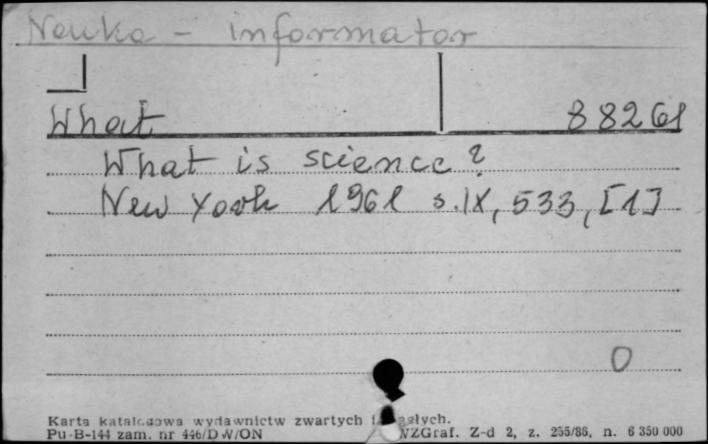 Nauka - informator
What 88261
What is science?
New York 1961 s. IX, 533, [1]
0
Karta katalogowa wydawnictw zwartych i ciągłych.
Pu-B-144 zam. nr 446/DW/ON WZGraf. Z-d 2, z. 255/86, n. 6 350 000